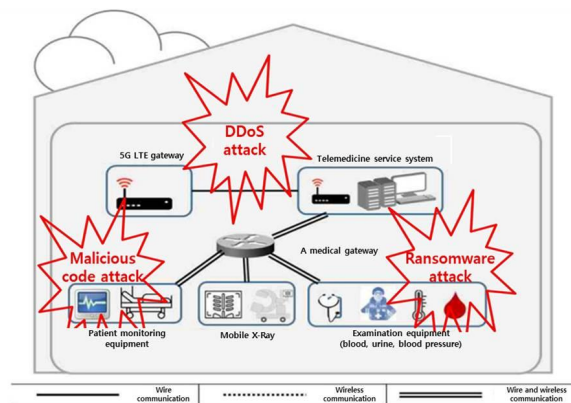 DDoS
attack
5G LTE gateway
Telemedicine service system
Malicious
code attack
A medical gateway
Ransomware
attack
Patient monitoring
equipment
Mobile X-Ray
Examination equipment
(blood, urine, blood pressure)
Wire
communication
Wireless
communication
Wire and wireless
communication